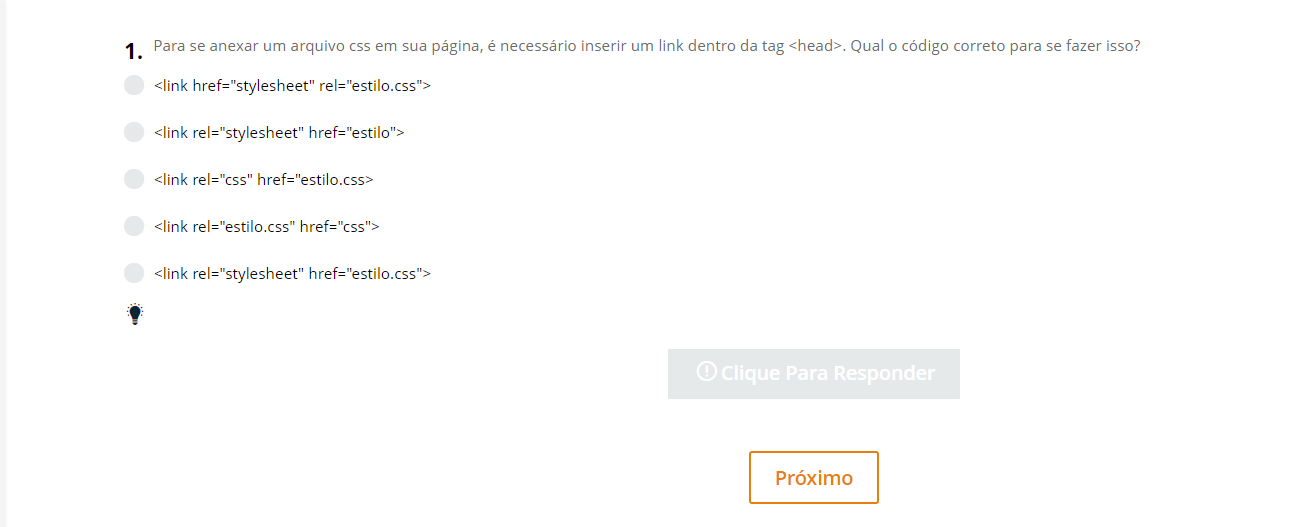 1. Para se anexar um arquivo css em sua página, é necessário inserir um link dentro da tag <head>. Qual o código correto para se fazer isso?
<link href="stylesheet" rel="estilo.css">
<link rel="stylesheet" href="estilo">
<link rel="css" href="estilo.css>
<link rel="estilo.css" href="css">
<link rel="stylesheet" href="estilo.css">
Clique Para Responder
Próximo